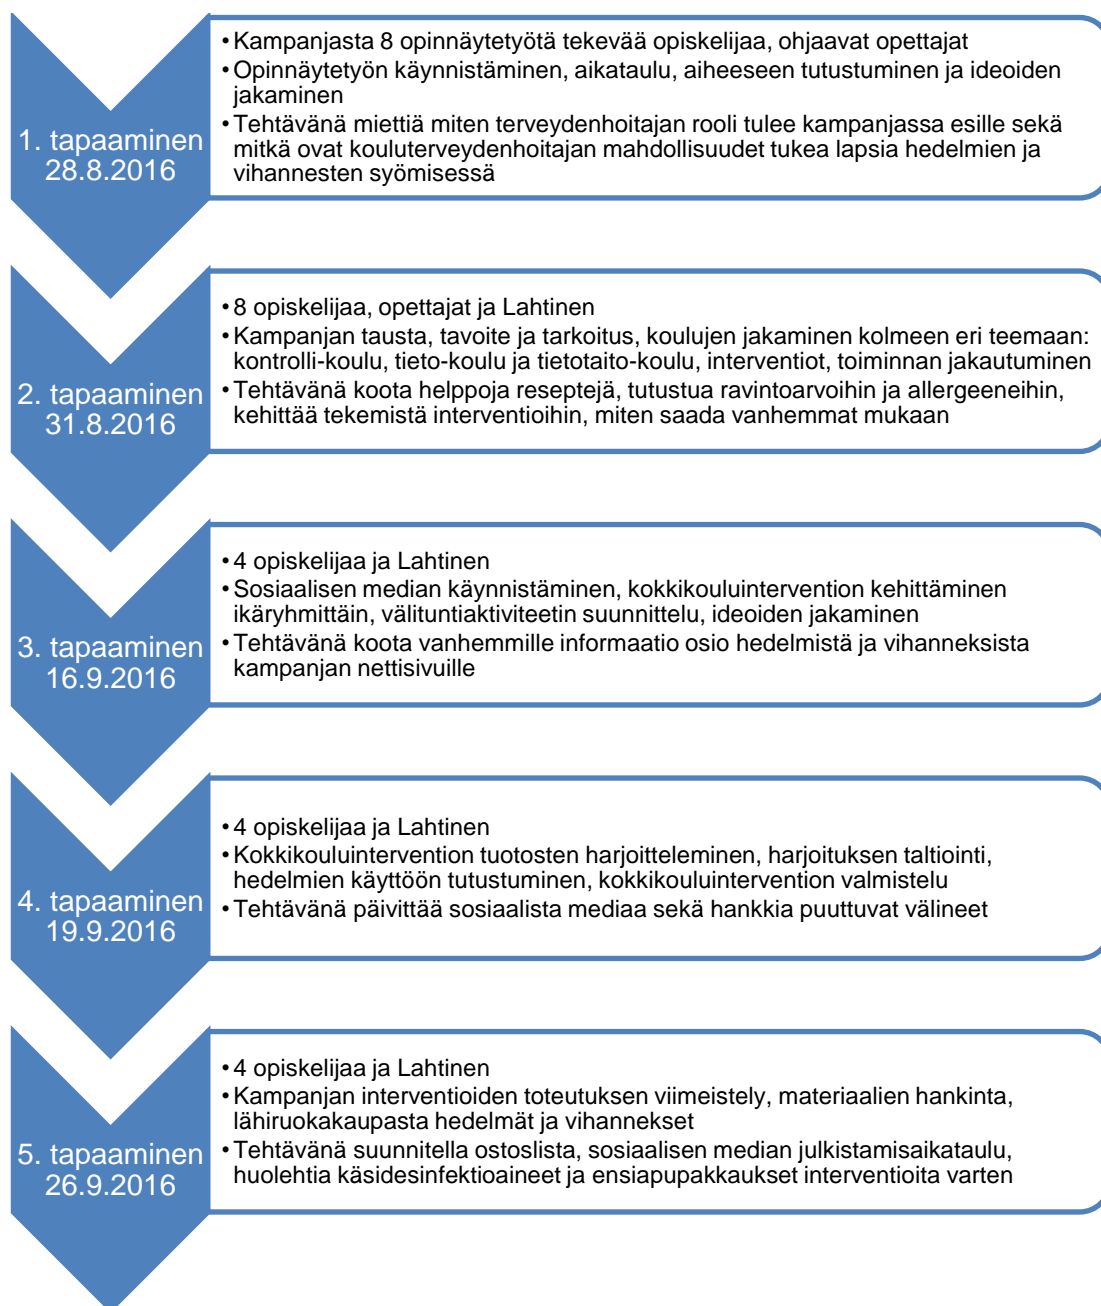 1. tapaaminen
28.8.2016
•Kampanjasta 8 opinnäytetyötä tekevää opiskelijaa, ohjaavat opettajat
•Opinnäytetyön käynnistäminen, aikataulu, aiheeseen tutustuminen ja ideoiden
jakaminen
•Tehtävänä miettiä miten terveydenhoitajan rooli tulee kampanjassa esille sekä
mitkä ovat kouluterveydenhoitajan mahdollisuudet tukea lapsia hedelmien ja
vihannesten syömisessä
2. tapaaminen
31.8.2016
•8 opiskelijaa, opettajat ja Lahtinen
•Kampanjan tausta, tavoite ja tarkoitus, koulujen jakaminen kolmeen eri teemaan:
kontrolli-koulu, tieto-koulu ja tietotaito-koulu, interventiot, toiminnan jakautuminen
•Tehtävänä koota helppoja reseptejä, tutustua ravintoarvoihin ja allergeeneihin,
kehittää tekemistä interventioihin, miten saada vanhemmat mukaan
3. tapaaminen
16.9.2016
•4 opiskelijaa ja Lahtinen
•Sosiaalisen median käynnistäminen, kokkikouluintervention kehittäminen
ikäryhmittäin, välituntiaktiviteetin suunnittelu, ideoiden jakaminen
•Tehtävänä koota vanhemmille informaatio osio hedelmistä ja vihanneksista
kampanjan nettisivuille
4. tapaaminen
19.9.2016
•4 opiskelijaa ja Lahtinen
•Kokkikouluintervention tuotosten harjoitteleminen, harjoituksen taltiointi,
hedelmien käyttöön tutustuminen, kokkikouluintervention valmistelu
•Tehtävänä päivittää sosiaalista mediaa sekä hankkia puuttuvat välineet
5. tapaaminen
26.9.2016
•4 opiskelijaa ja Lahtinen
•Kampanjan interventioiden toteutuksen viimeistely, materiaalien hankinta,
lähiruokakaupasta hedelmät ja vihannekset
•Tehtävänä suunnitella ostoslista, sosiaalisen median julkistamisaikataulu,
huolehtia käsidesinfektioaineet ja ensiapupakkaukset interventioita varten